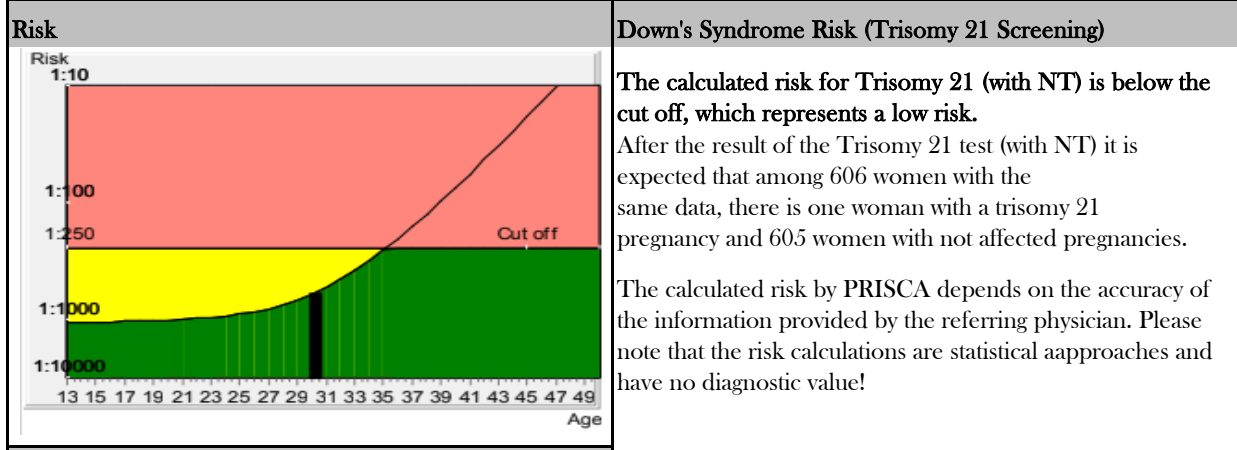 Risk
Down's Syndrome Risk (Trisomy 21 Screening)
Risk
1:10
1:100
1:250
Cut off
1:1000
1:10000
13 15 17 19 21 23 25 27 29 31 33 35 37 39 41 43 45 47 49
Age
The calculated risk for Trisomy 21 (with NT) is below the
cut off, which represents a low risk.
After the result of the Trisomy 21 test (with NT) it is
expected that among 606 women with the
same data, there is one woman with a trisomy 21
pregnancy and 605 women with not affected pregnancies.
The calculated risk by PRISCA depends on the accuracy of
the information provided by the referring physician. Please
note that the risk calculations are statistical aapproaches and
have no diagnostic value!